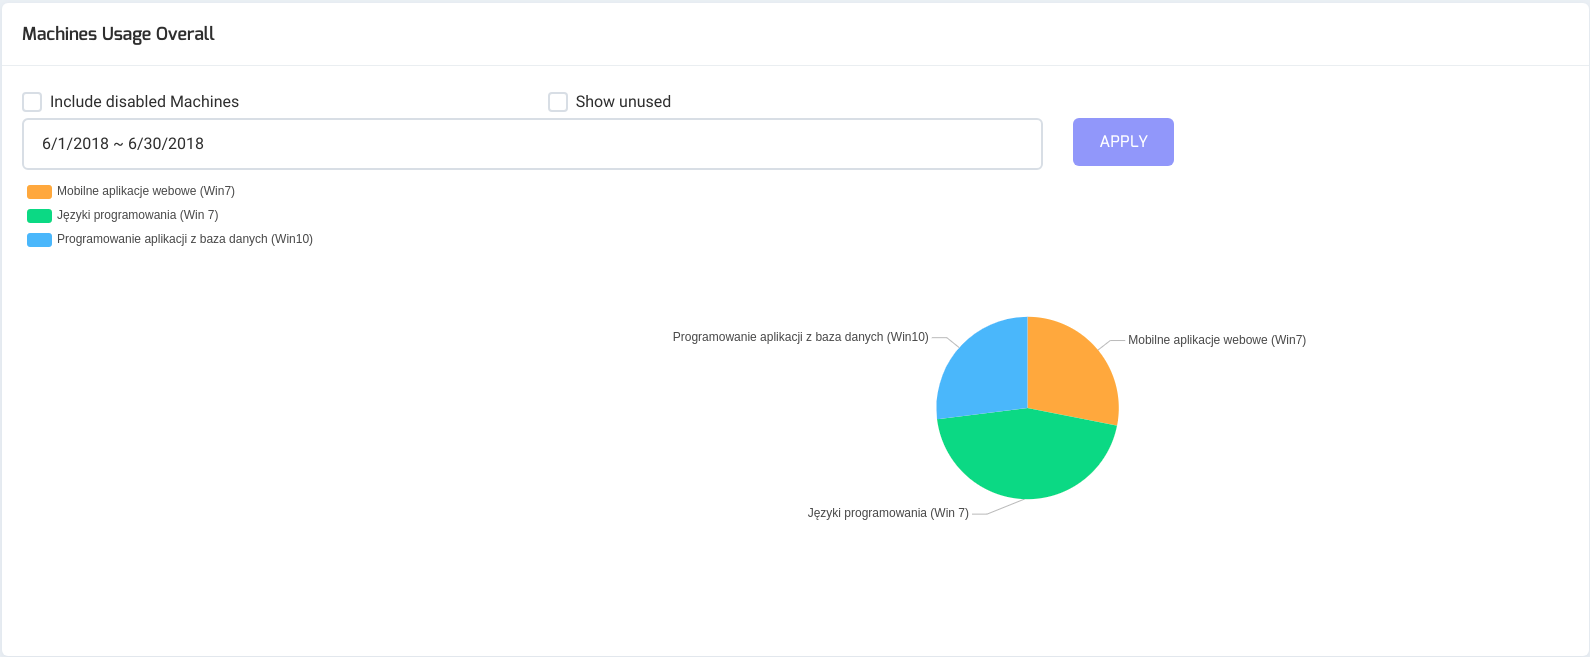 Machines Usage Overall
Include disabled Machines
Show unused
6/1/2018 ~ 6/30/2018
APPLY
Mobilne aplikacje webowe (Win7)
Języki programowania (Win 7)
Programowanie aplikacji z baza danych (Win10)
Programowanie aplikacji z baza danych (Win10)
Mobilne aplikacje webowe (Win7)
Języki programowania (Win 7)